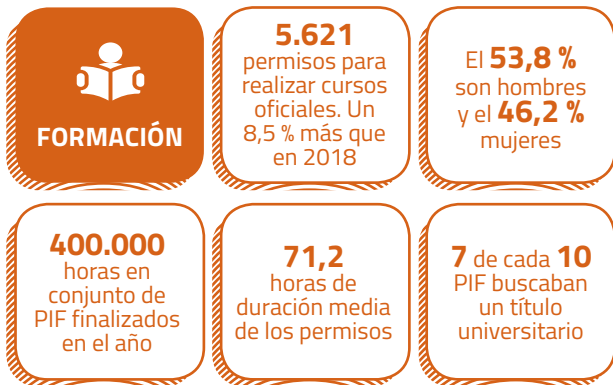 FORMACIÓN
5.621
permisos para
realizar cursos
oficiales. Un
8,5 % más que
en 2018
El 53,8 %
son hombres
y el 46,2 %
mujeres
400.000
horas en
conjunto de
PIF finalizados
en el año
71,2
horas de
duración media
de los permisos
7 de cada 10
PIF buscaban
un título
universitario